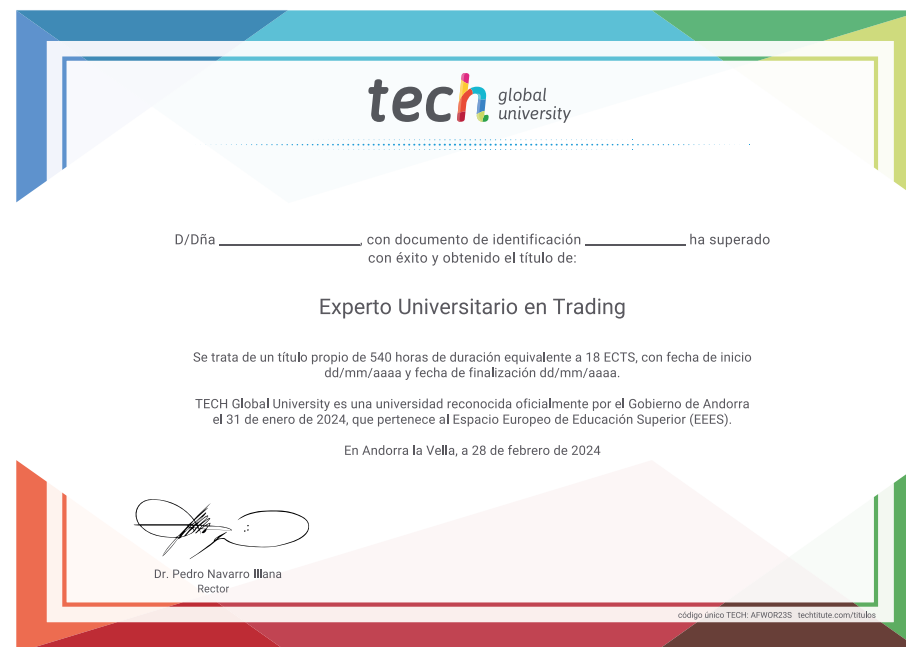 tech global university
D/Dña ____________________, con documento de identificación ______________ ha superado
con éxito y obtenido el título de:
Experto Universitario en Trading
Se trata de un título propio de 540 horas de duración equivalente a 18 ECTS, con fecha de inicio
dd/mm/aaaa y fecha de finalización dd/mm/aaaa.
TECH Global University es una universidad reconocida oficialmente por el Gobierno de Andorra
el 31 de enero de 2024, que pertenece al Espacio Europeo de Educación Superior (EEES).
En Andorra la Vella, a 28 de febrero de 2024
Dr. Pedro Navarro Illana
Rector
código único TECH: AFWOR23S techtitute.com/titulos